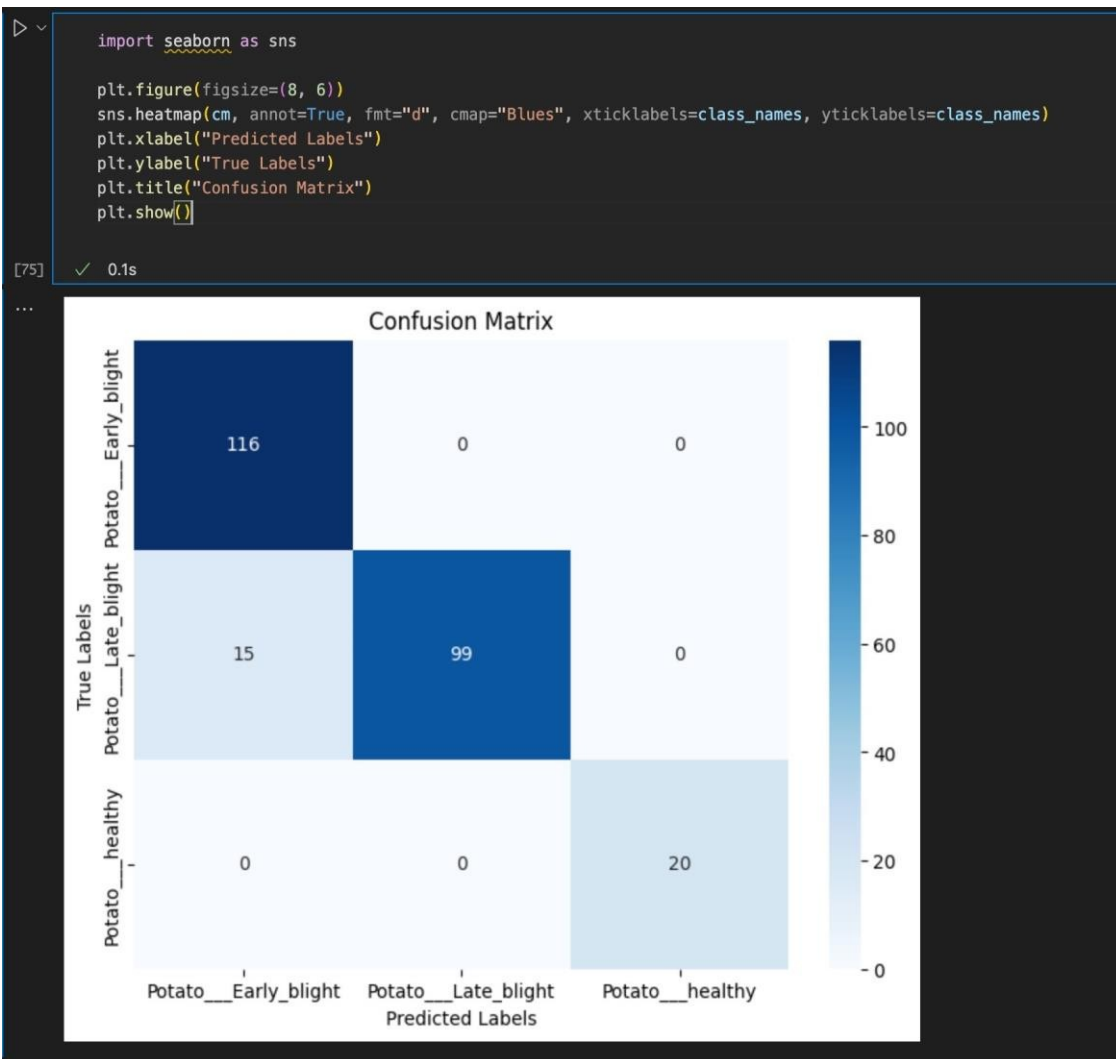 import seaborn as sns
plt.figure(figsize=(8, 6))
sns.heatmap(cm, annot=True, fmt="d", cmap="Blues", xticklabels=class_names, yticklabels=class_names)
plt.xlabel("Predicted Labels")
plt.ylabel("True Labels")
plt.title("Confusion Matrix")
plt.show()
[75] ✓ 0.1s
...
Confusion Matrix
True Labels
Potato___Early_blight
116 0 0
Potato___Late_blight
15 99 0
Potato___healthy
0 0 20
Potato___Early_blight Potato___Late_blight Potato___healthy
Predicted Labels
100
80
60
40
20
0